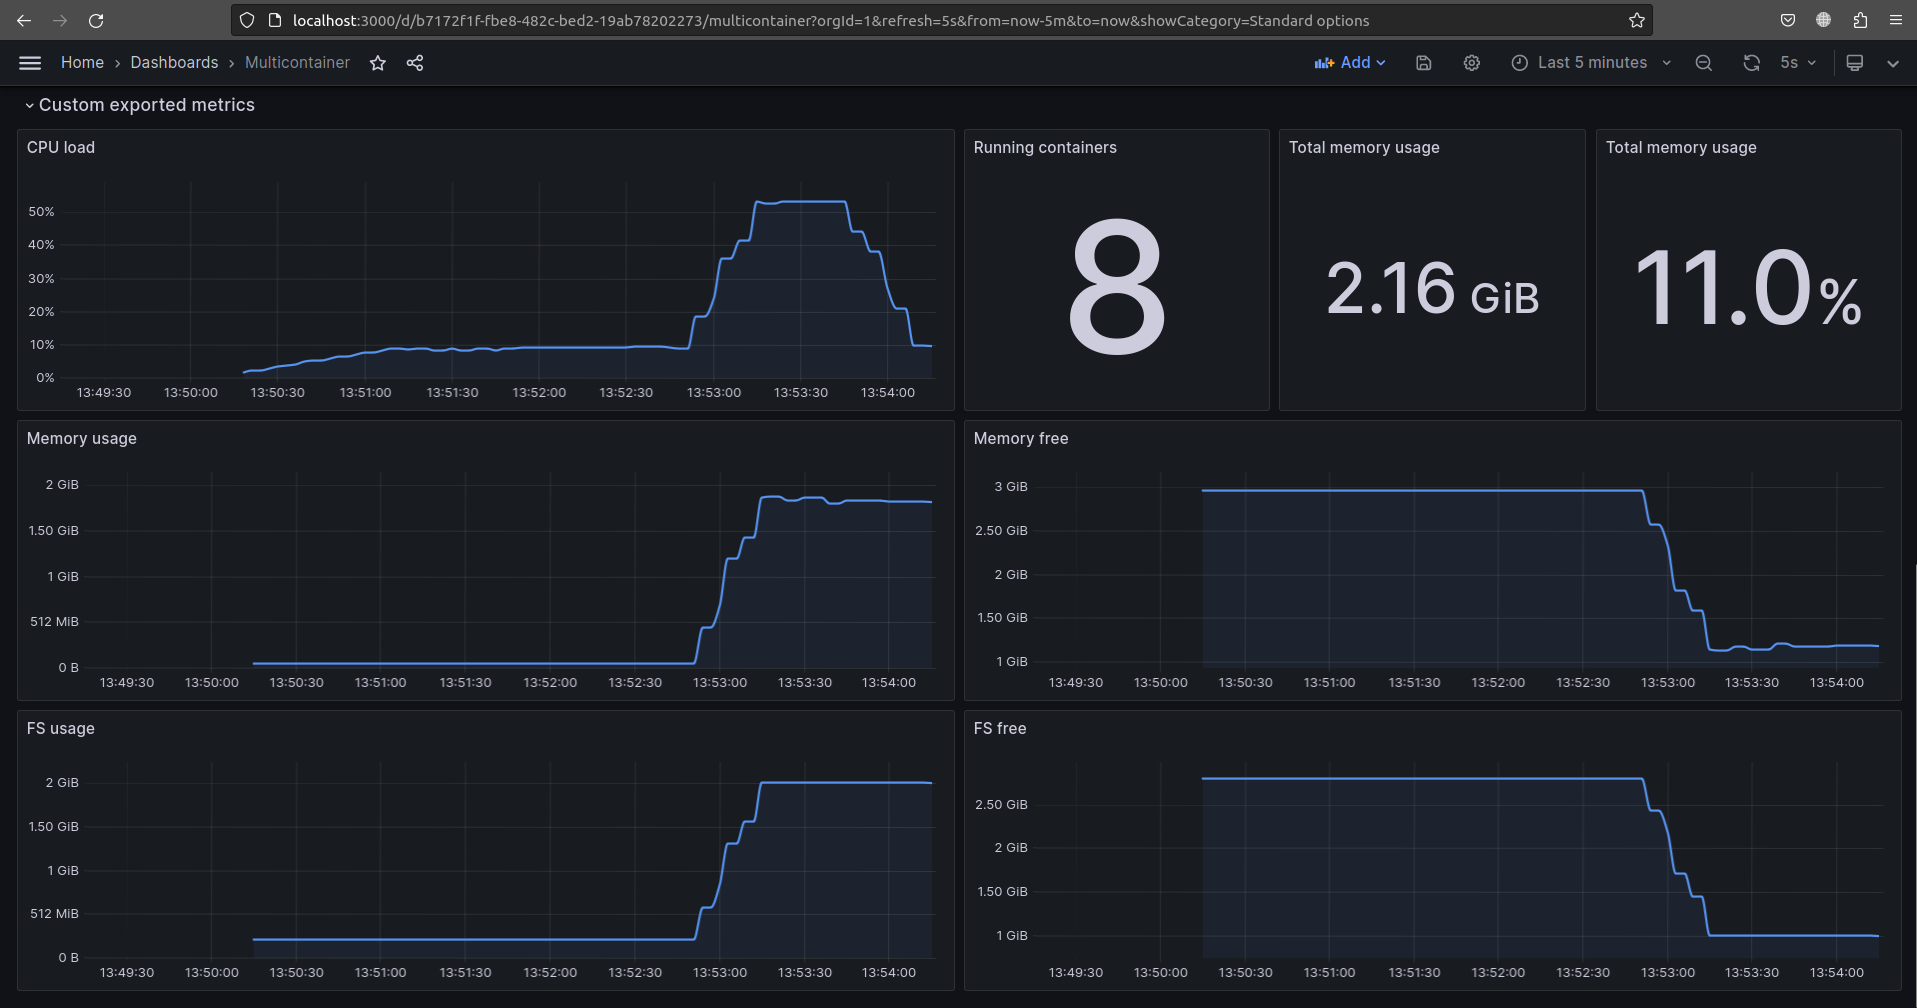 localhost:3000/d/b7172f1f-fbe8-482c-bed2-19ab78202273/multicontainer?orgId=1&refresh=5s&from=now-5m&to=now&showCategory=Standard options
Home › Dashboards › Multicontainer Add Last 5 minutes 5s
Custom exported metrics
CPU load
50%
40%
30%
20%
10%
0%
13:49:30 13:50:00 13:50:30 13:51:00 13:51:30 13:52:00 13:52:30 13:53:00 13:53:30 13:54:00
Running containers
8
Total memory usage
2.16 GiB
Total memory usage
11.0%
Memory usage
2 GiB
1.50 GiB
1 GiB
512 MiB
0 B
13:49:30 13:50:00 13:50:30 13:51:00 13:51:30 13:52:00 13:52:30 13:53:00 13:53:30 13:54:00
Memory free
3 GiB
2.50 GiB
2 GiB
1.50 GiB
1 GiB
13:49:30 13:50:00 13:50:30 13:51:00 13:51:30 13:52:00 13:52:30 13:53:00 13:53:30 13:54:00
FS usage
2 GiB
1.50 GiB
1 GiB
512 MiB
0 B
13:49:30 13:50:00 13:50:30 13:51:00 13:51:30 13:52:00 13:52:30 13:53:00 13:53:30 13:54:00
FS free
2.50 GiB
2 GiB
1.50 GiB
1 GiB
13:49:30 13:50:00 13:50:30 13:51:00 13:51:30 13:52:00 13:52:30 13:53:00 13:53:30 13:54:00